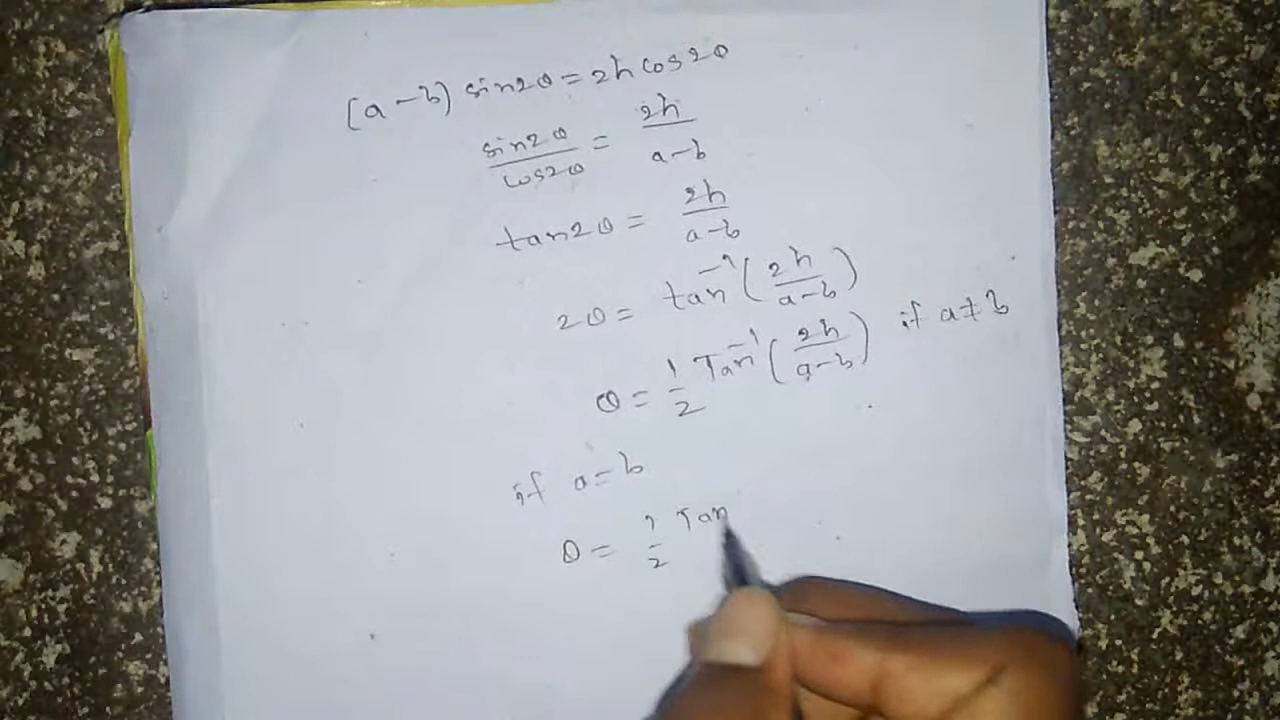 (a-b) sin2θ = 2h cos2θ
sin2θ/cos2θ = 2h/a-b
tan2θ = 2h/a-b
2θ = tan⁻¹(2h/a-b)
θ = 1/2 Tan⁻¹(2h/a-b) if a≠b
if a=b
θ = 1/2 Tan